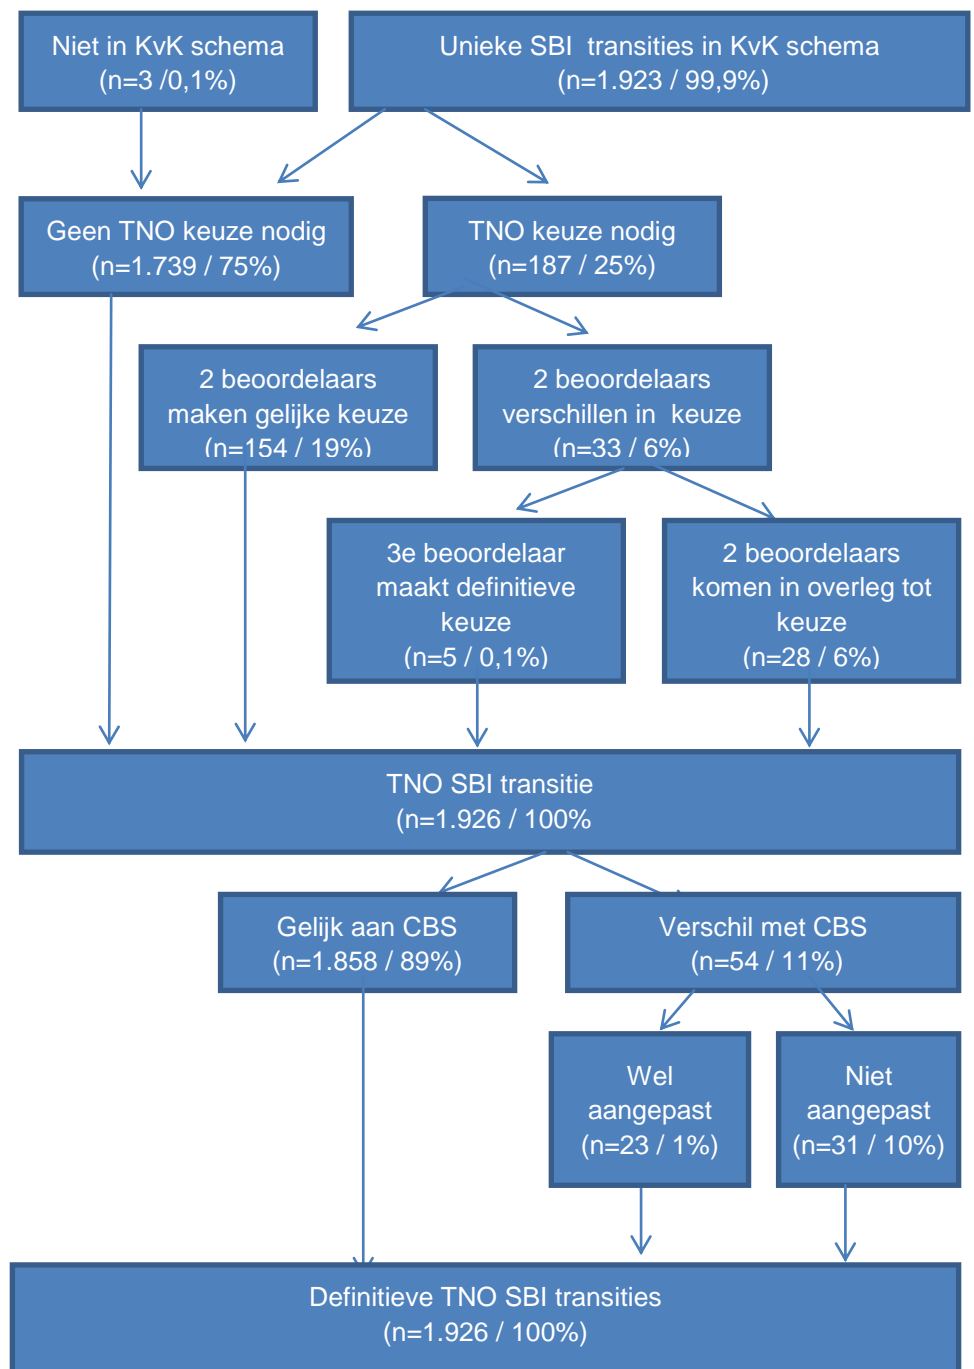 Niet in KvK schema
(n=3 /0,1%)
Unieke SBI  transities in KvK schema
(n=1.923 / 99,9%)
Geen TNO keuze nodig
(n=1.739 / 75%)
TNO keuze nodig
(n=187 / 25%)
2 beoordelaars
maken gelijke keuze
(n=154 / 19%)
2 beoordelaars
verschillen in  keuze
(n=33 / 6%)
3e beoordelaar
maakt definitieve
keuze
(n=5 / 0,1%)
2 beoordelaars
komen in overleg tot
keuze
(n=28 / 6%)
TNO SBI transitie
(n=1.926 / 100%
Gelijk aan CBS
(n=1.858 / 89%)
Verschil met CBS
(n=54 / 11%)
Wel
aangepast
(n=23 / 1%)
Niet
aangepast
(n=31 / 10%)
Definitieve TNO SBI transities
(n=1.926 / 100%)